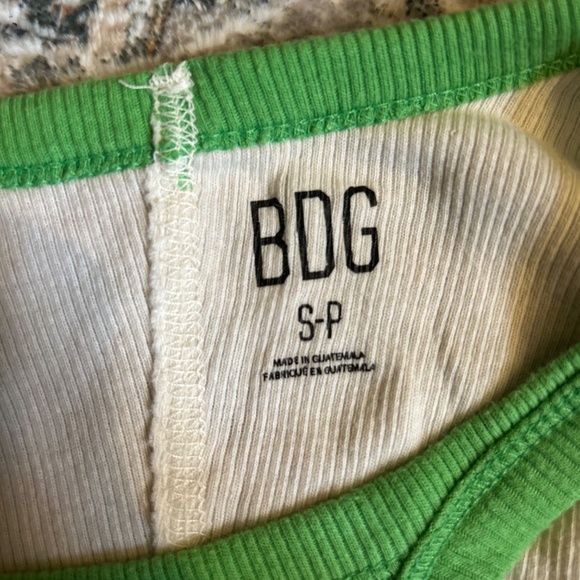 BDG
S-P
MADE IN GUATEMALA
FABRIQUÉ EN GUATEMALA